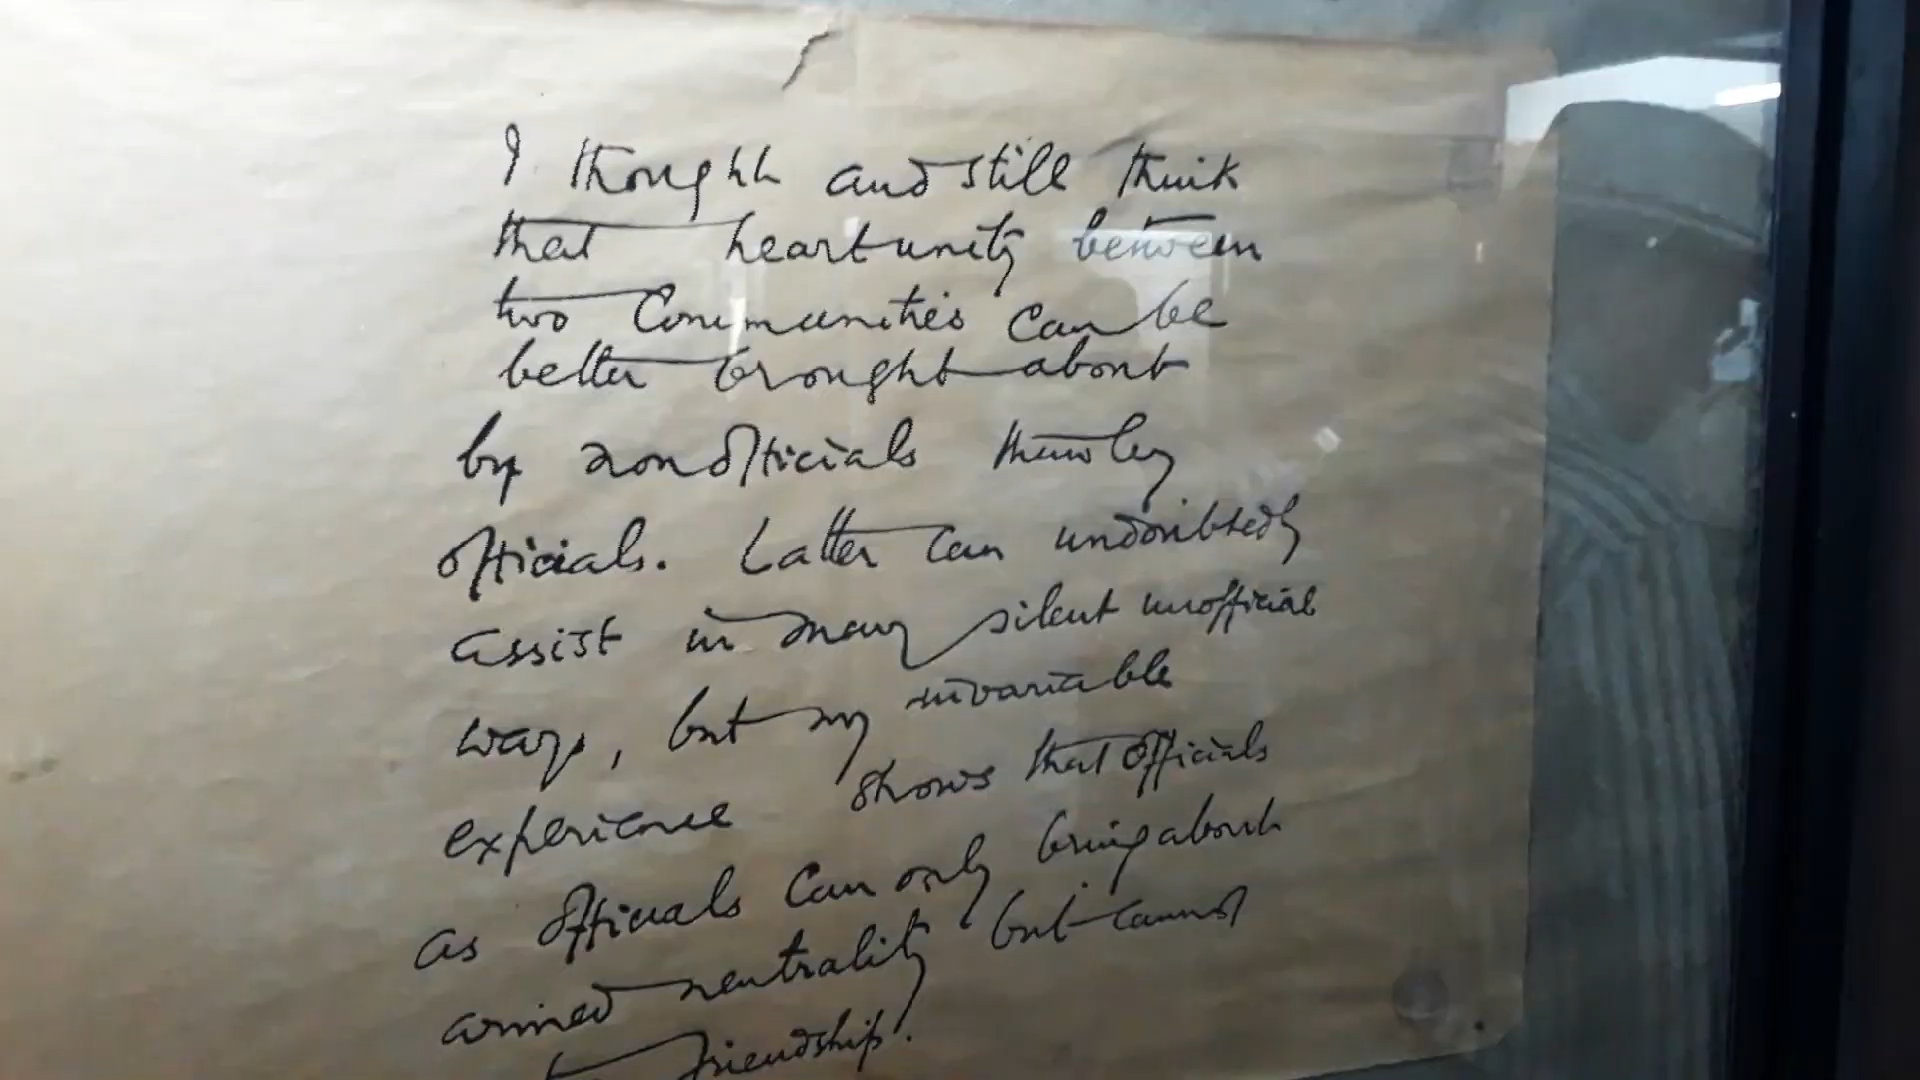 I thought and still think
that heart unity between
two Communities can be
better brought about
by non officials than by
officials. Latter can undoubtedly
assist in many silent unofficial
ways, but my invariable
experience shows that officials
as officials can only bring about
armed neutrality but cannot
friendship.